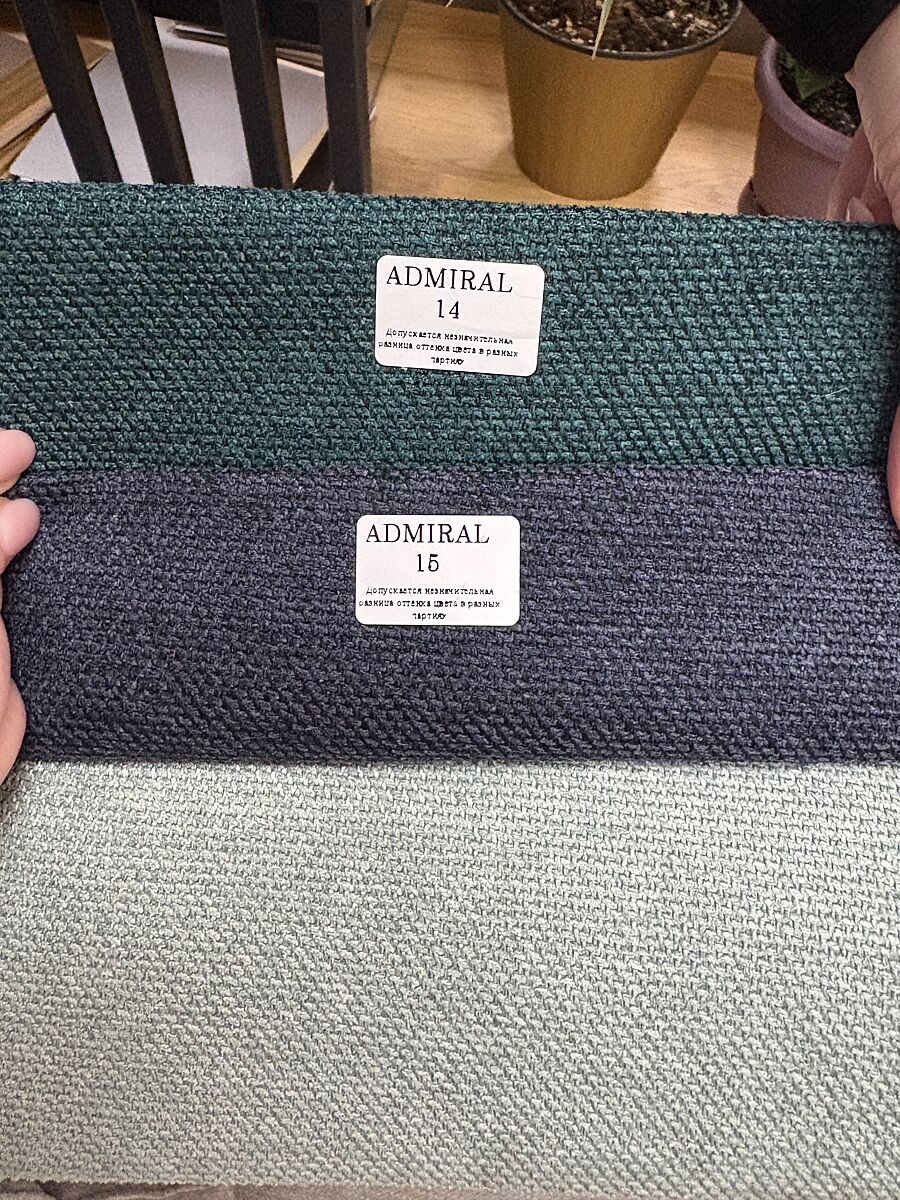 ADMIRAL
14
Допускается незначительная
разница оттенка цвета в разных
партиях
ADMIRAL
15
Допускается незначительная
разница оттенка цвета в разных
партиях